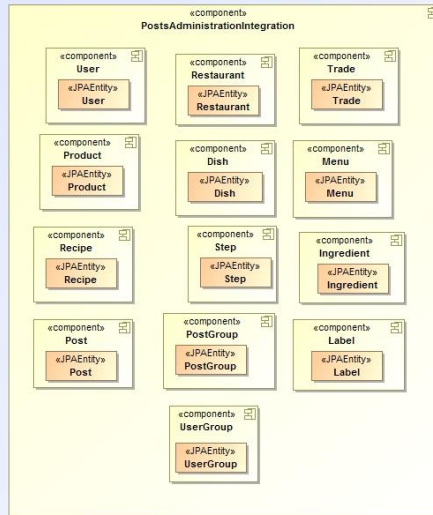 «component»
PostsAdministrationIntegration
«component»
User
«JPAEntity»
User
«component»
Restaurant
«JPAEntity»
Restaurant
«component»
Trade
«JPAEntity»
Trade
«component»
Product
«JPAEntity»
Product
«component»
Dish
«JPAEntity»
Dish
«component»
Menu
«JPAEntity»
Menu
«component»
Recipe
«JPAEntity»
Recipe
«component»
Step
«JPAEntity»
Step
«component»
Ingredient
«JPAEntity»
Ingredient
«component»
Post
«JPAEntity»
Post
«component»
PostGroup
«JPAEntity»
PostGroup
«component»
Label
«JPAEntity»
Label
«component»
UserGroup
«JPAEntity»
UserGroup